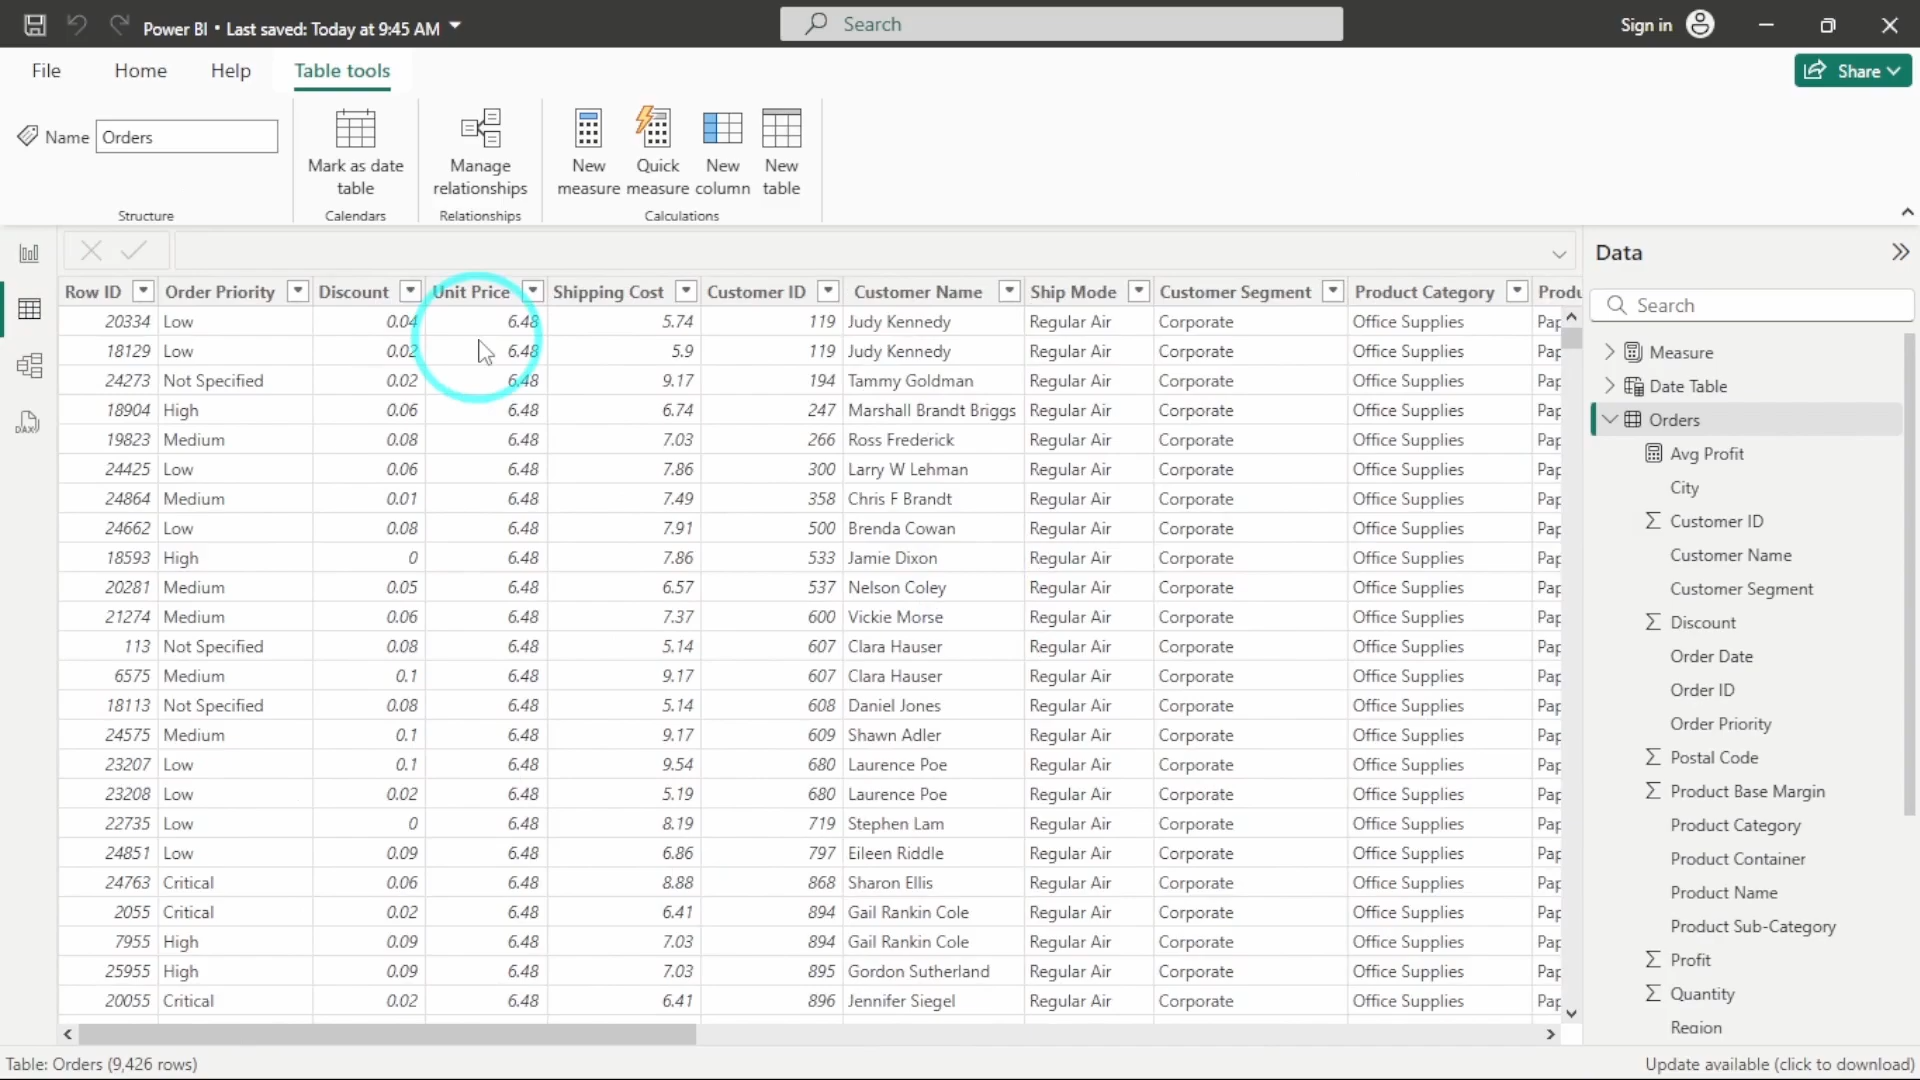 Power BI • Last saved: Today at 9:45 AM
Search
Sign in
File Home Help Table tools
Share
Name Orders
Mark as date table
Manage relationships
New measure
Quick measure
New column
New table
Structure Calendars Relationships Calculations
Row ID Order Priority Discount Unit Price Shipping Cost Customer ID Customer Name Ship Mode Customer Segment Product Category Produ
20334 Low 0.04 6.48 5.74 119 Judy Kennedy Regular Air Corporate Office Supplies Pap
18129 Low 0.02 6.48 5.9 119 Judy Kennedy Regular Air Corporate Office Supplies Pap
24273 Not Specified 0.02 6.48 9.17 194 Tammy Goldman Regular Air Corporate Office Supplies Pap
18904 High 0.06 6.48 6.74 247 Marshall Brandt Briggs Regular Air Corporate Office Supplies Pap
19823 Medium 0.08 6.48 7.03 266 Ross Frederick Regular Air Corporate Office Supplies Pap
24425 Low 0.06 6.48 7.86 300 Larry W Lehman Regular Air Corporate Office Supplies Pap
24864 Medium 0.01 6.48 7.49 358 Chris F Brandt Regular Air Corporate Office Supplies Pap
24662 Low 0.08 6.48 7.91 500 Brenda Cowan Regular Air Corporate Office Supplies Pap
18593 High 0 6.48 7.86 533 Jamie Dixon Regular Air Corporate Office Supplies Pap
20281 Medium 0.05 6.48 6.57 537 Nelson Coley Regular Air Corporate Office Supplies Pap
21274 Medium 0.06 6.48 7.37 600 Vickie Morse Regular Air Corporate Office Supplies Pap
113 Not Specified 0.08 6.48 5.14 607 Clara Hauser Regular Air Corporate Office Supplies Pap
6575 Medium 0.1 6.48 9.17 607 Clara Hauser Regular Air Corporate Office Supplies Pap
18113 Not Specified 0.08 6.48 5.14 608 Daniel Jones Regular Air Corporate Office Supplies Pap
24575 Medium 0.1 6.48 9.17 609 Shawn Adler Regular Air Corporate Office Supplies Pap
23207 Low 0.1 6.48 9.54 680 Laurence Poe Regular Air Corporate Office Supplies Pap
23208 Low 0.02 6.48 5.19 680 Laurence Poe Regular Air Corporate Office Supplies Pap
22735 Low 0 6.48 8.19 719 Stephen Lam Regular Air Corporate Office Supplies Pap
24851 Low 0.09 6.48 6.86 797 Eileen Riddle Regular Air Corporate Office Supplies Pap
24763 Critical 0.06 6.48 8.88 868 Sharon Ellis Regular Air Corporate Office Supplies Pap
2055 Critical 0.02 6.48 6.41 894 Gail Rankin Cole Regular Air Corporate Office Supplies Pap
7955 High 0.09 6.48 7.03 894 Gail Rankin Cole Regular Air Corporate Office Supplies Pap
25955 High 0.09 6.48 7.03 895 Gordon Sutherland Regular Air Corporate Office Supplies Pap
20055 Critical 0.02 6.48 6.41 896 Jennifer Siegel Regular Air Corporate Office Supplies Pap
Data
Search
Measure
Date Table
Orders
Avg Profit
City
Customer ID
Customer Name
Customer Segment
Discount
Order Date
Order ID
Order Priority
Postal Code
Product Base Margin
Product Category
Product Container
Product Name
Product Sub-Category
Profit
Quantity
Region
Table: Orders (9,426 rows)
Update available (click to download)